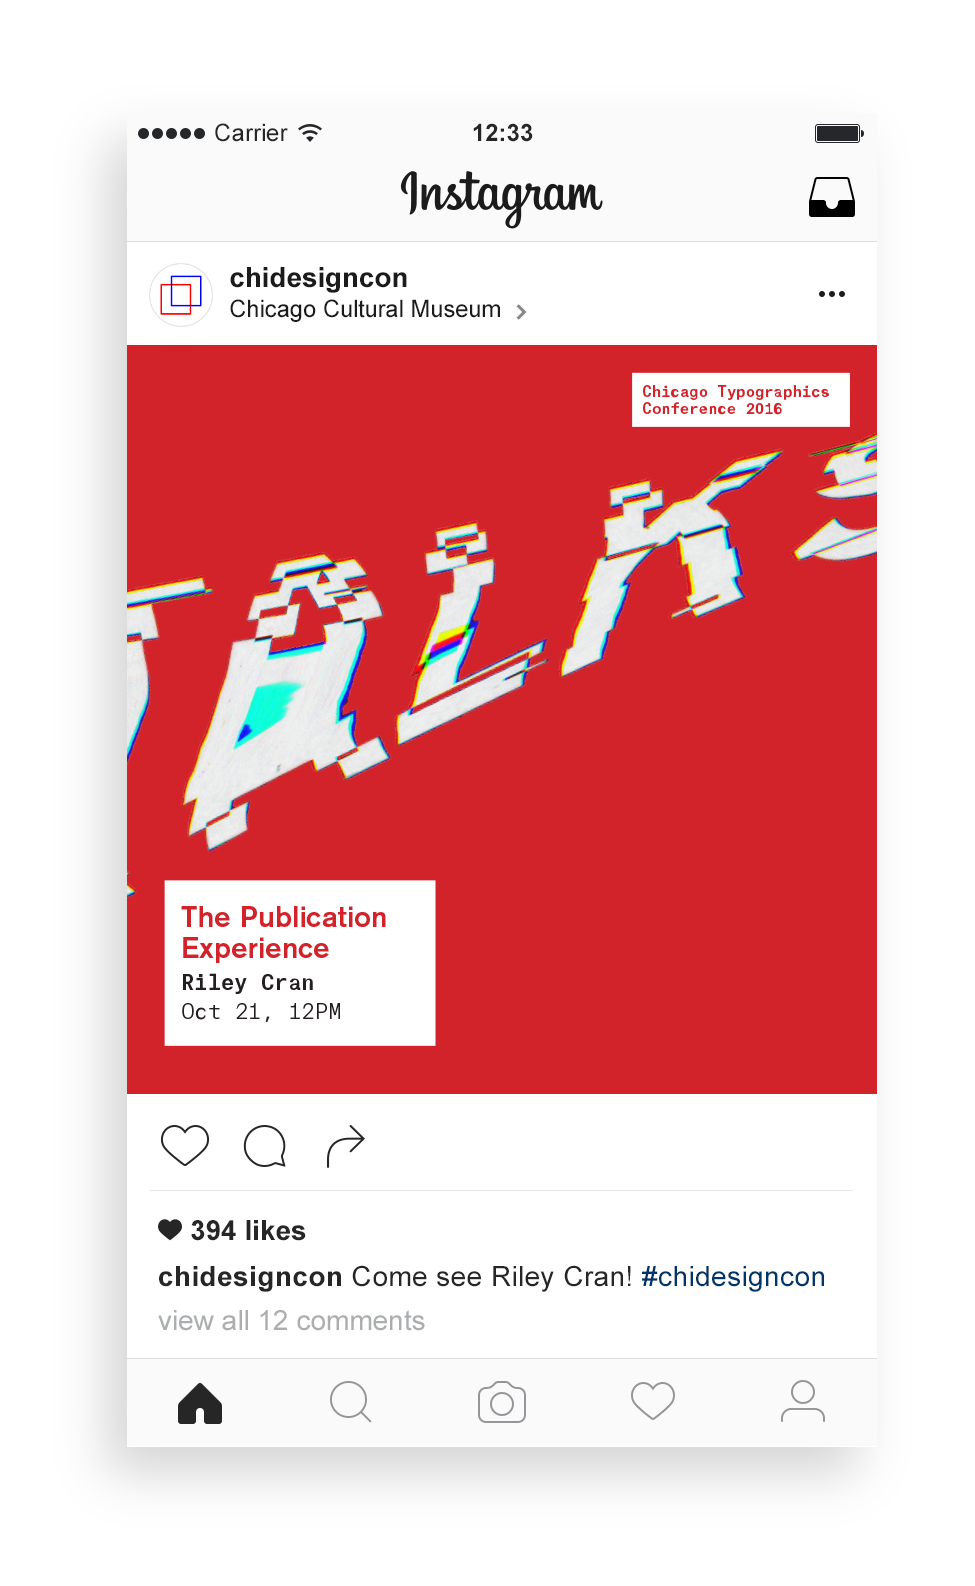 Carrier
12:33
Instagram
chidesigncon
Chicago Cultural Museum
Chicago Typographics
Conference 2016
TALKS
The Publication
Experience
Riley Cran
Oct 21, 12PM
394 likes
chidesigncon Come see Riley Cran! #chidesigncon
view all 12 comments